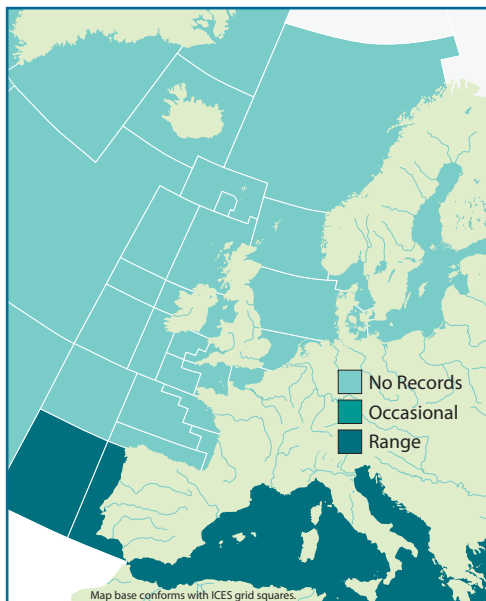 No Records
Occasional
Range
Map base conforms with ICES grid squares.